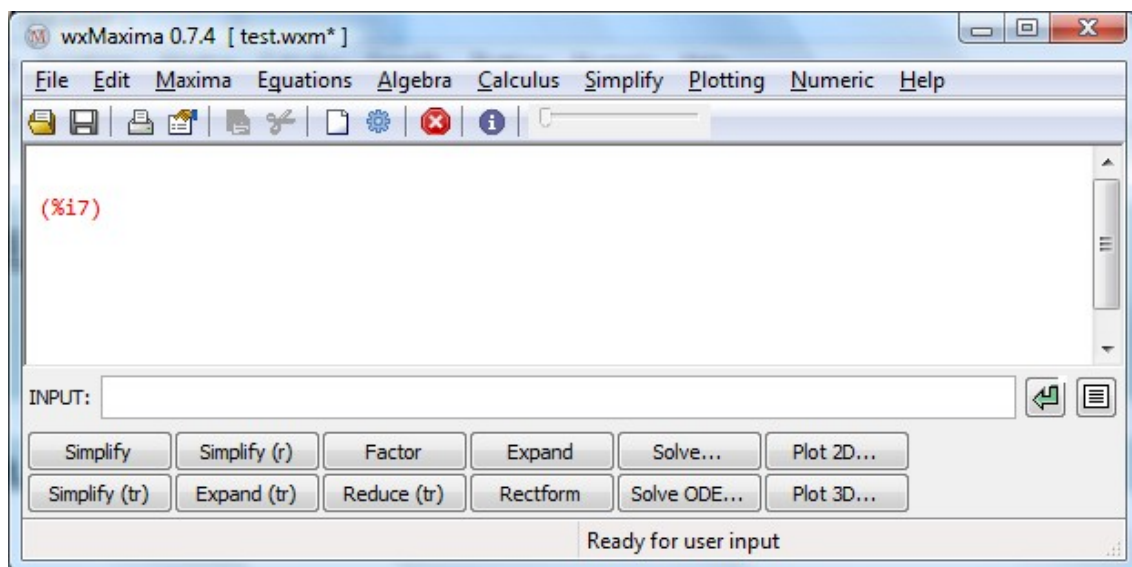 wxMaxima 0.7.4 [ test.wxm* ]
File Edit Maxima Equations Algebra Calculus Simplify Plotting Numeric Help
(%i7)
INPUT:
Simplify Simplify (r) Factor Expand Solve... Plot 2D...
Simplify (tr) Expand (tr) Reduce (tr) Rectform Solve ODE... Plot 3D...
Ready for user input